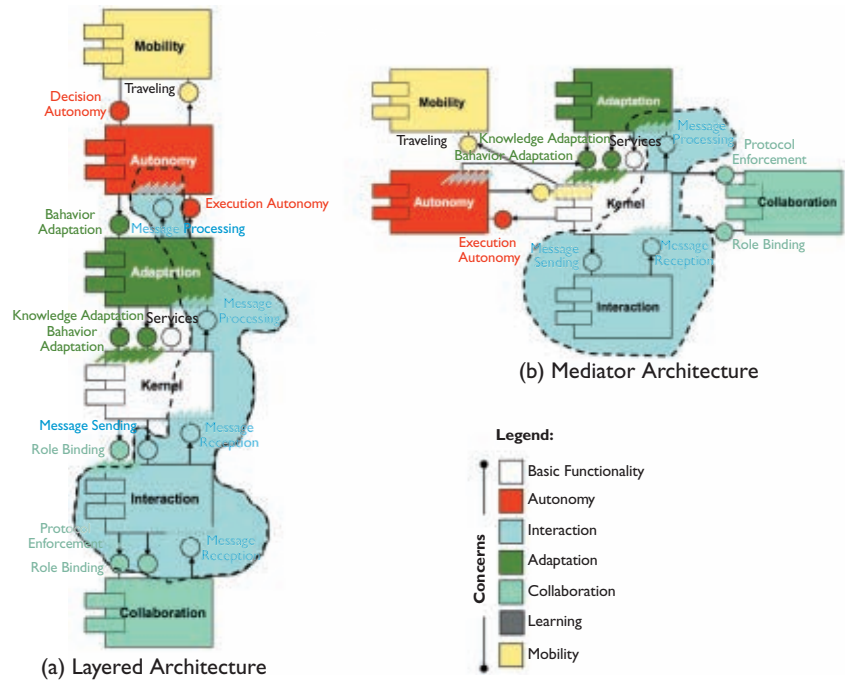 Mobility
Traveling
Decision
Autonomy
Autonomy
Execution Autonomy
Bahavior
Adaptation
Message Processing
Adaptation
Message
Processing
Knowledge Adaptation
Services
Bahavior
Adaptation
Kernel
Message Sending
Message
Reception
Role Binding
Interaction
Protocol
Enforcement
Message
Reception
Role Binding
Collaboration
(a) Layered Architecture
Mobility
Adaptation
Traveling
Knowledge Adaptation
Services
Message
Processing
Bahavior Adaptation
Protocol
Enforcement
Autonomy
Kernel
Collaboration
Execution
Autonomy
Message
Sending
Message
Reception
Role Binding
Interaction
(b) Mediator Architecture
Legend:
Concerns
Basic Functionality
Autonomy
Interaction
Adaptation
Collaboration
Learning
Mobility